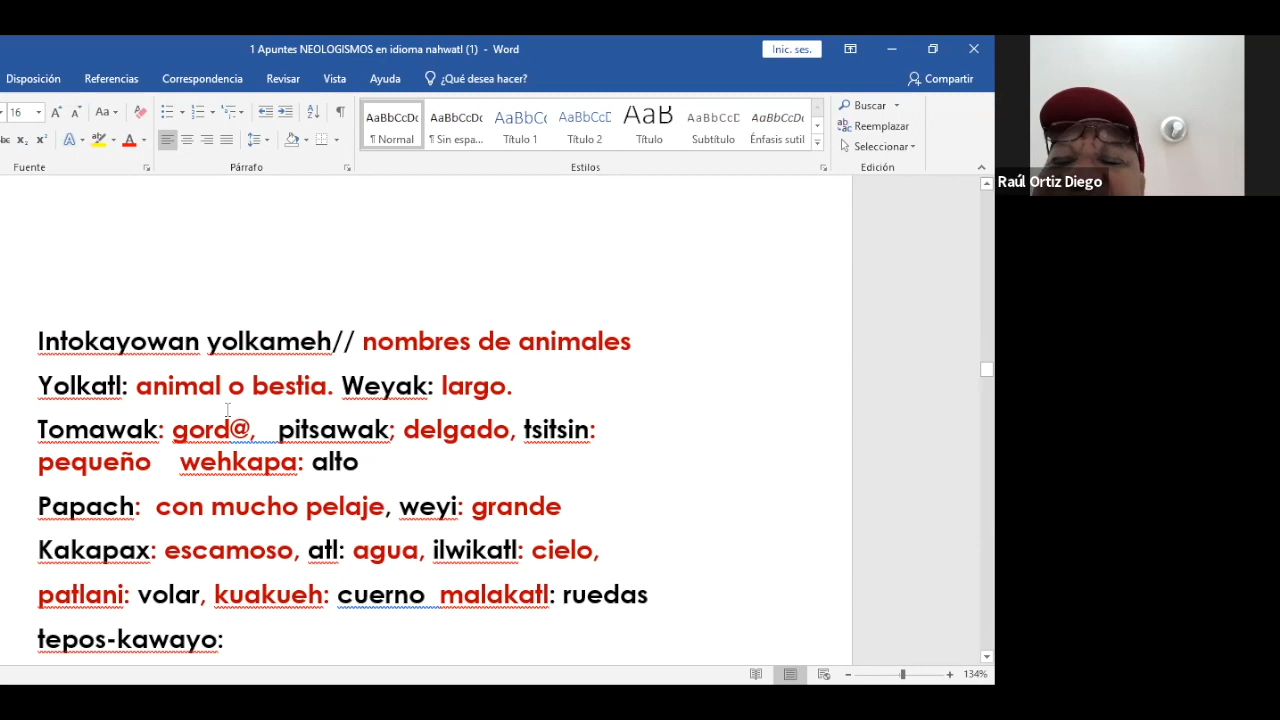 1 Apuntes NEOLOGISMOS en idioma nahwatl (1) - Word
Inic. ses.
Disposición Referencias Correspondencia Revisar Vista Ayuda ¿Qué desea hacer? Compartir
16 Aa
AaBbCcDc AaBbCcDc AaBbCc AaBbCcD AaB AaBbCcD AaBbCcDc
¶ Normal ¶ Sin espa... Título 1 Título 2 Título Subtítulo Énfasis sutil
Buscar
Reemplazar
Seleccionar
Fuente Párrafo Estilos Edición
Raúl Ortiz Diego
Intokayowan yolkameh// nombres de animales
Yolkatl: animal o bestia. Weyak: largo.
Tomawak: gord@, pitsawak; delgado, tsitsin:
pequeño wehkapa: alto
Papach: con mucho pelaje, weyi: grande
Kakapax: escamoso, atl: agua, ilwikatl: cielo,
patlani: volar, kuakueh: cuerno malakatl: ruedas
tepos-kawayo:
134%